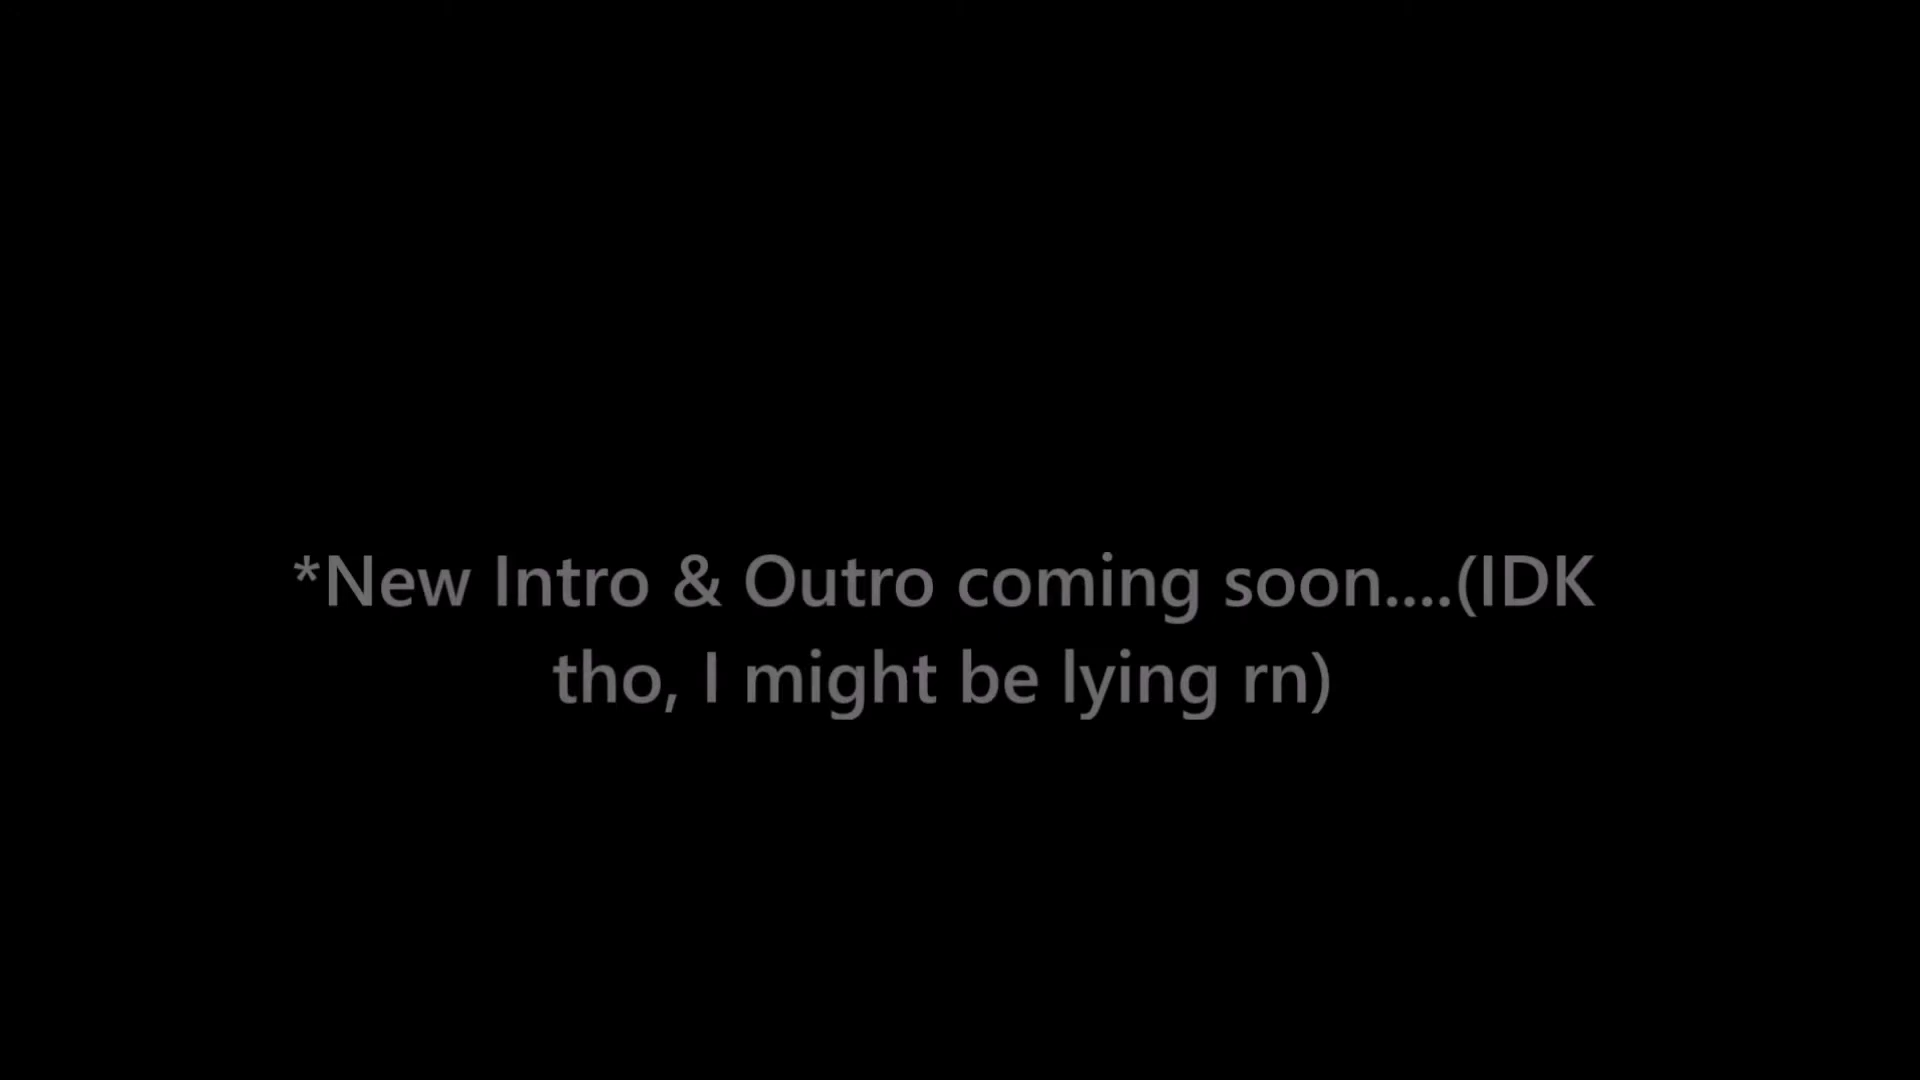 *New Intro & Outro coming soon....(IDK
tho, I might be lying rn)